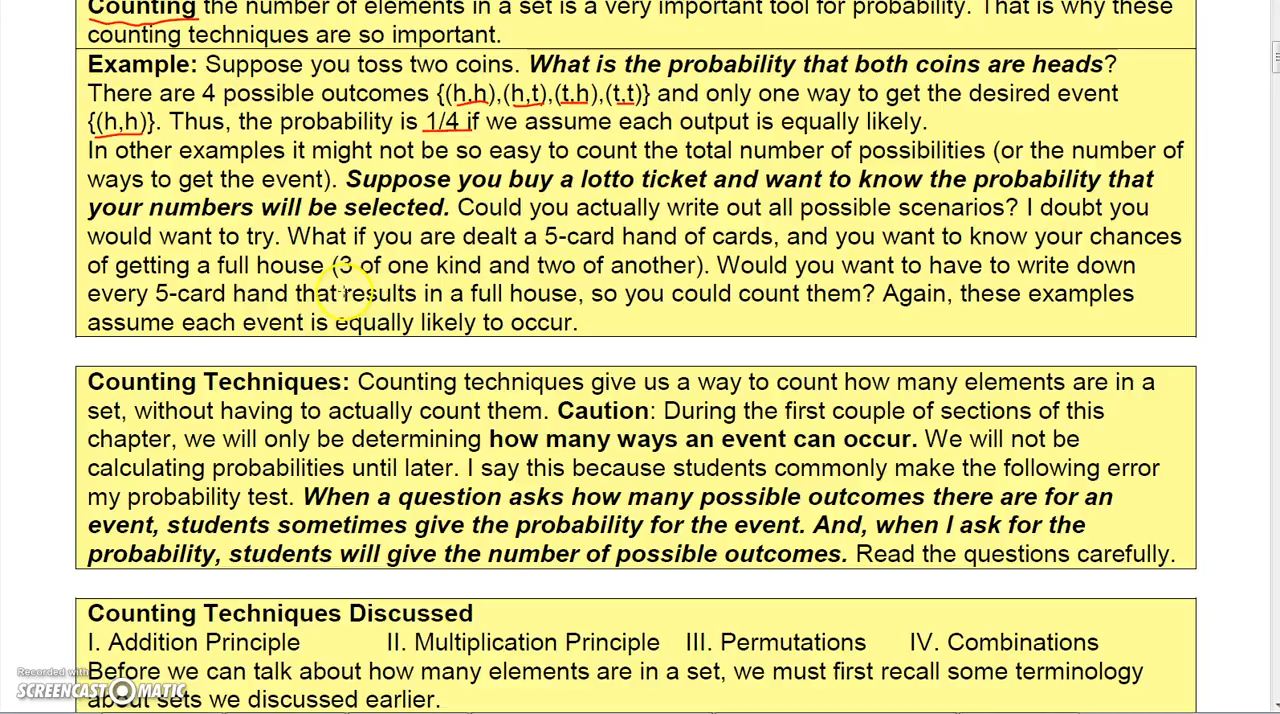 Counting the number of elements in a set is a very important tool for probability. That is why these
counting techniques are so important.
Example: Suppose you toss two coins. What is the probability that both coins are heads?
There are 4 possible outcomes {(h,h),(h,t),(t,h),(t,t)} and only one way to get the desired event
{(h,h)}. Thus, the probability is 1/4 if we assume each output is equally likely.
In other examples it might not be so easy to count the total number of possibilities (or the number of
ways to get the event). Suppose you buy a lotto ticket and want to know the probability that
your numbers will be selected. Could you actually write out all possible scenarios? I doubt you
would want to try. What if you are dealt a 5-card hand of cards, and you want to know your chances
of getting a full house (3 of one kind and two of another). Would you want to have to write down
every 5-card hand that results in a full house, so you could count them? Again, these examples
assume each event is equally likely to occur.
Counting Techniques: Counting techniques give us a way to count how many elements are in a
set, without having to actually count them. Caution: During the first couple of sections of this
chapter, we will only be determining how many ways an event can occur. We will not be
calculating probabilities until later. I say this because students commonly make the following error
my probability test. When a question asks how many possible outcomes there are for an
event, students sometimes give the probability for the event. And, when I ask for the
probability, students will give the number of possible outcomes. Read the questions carefully.
Counting Techniques Discussed
I. Addition Principle II. Multiplication Principle III. Permutations IV. Combinations
Before we can talk about how many elements are in a set, we must first recall some terminology
about sets we discussed earlier.
Recorded with
SCREENCAST-O-MATIC